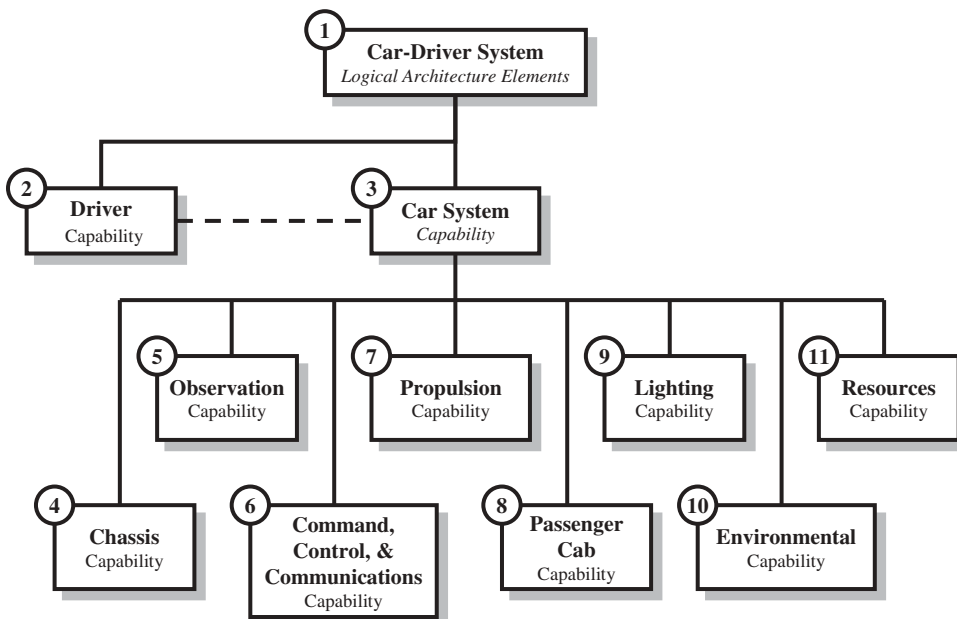 1
Car-Driver System
Logical Architecture Elements
2
Driver
Capability
3
Car System
Capability
5
Observation
Capability
7
Propulsion
Capability
9
Lighting
Capability
11
Resources
Capability
4
Chassis
Capability
6
Command,
Control, &
Communications
Capability
8
Passenger
Cab
Capability
10
Environmental
Capability